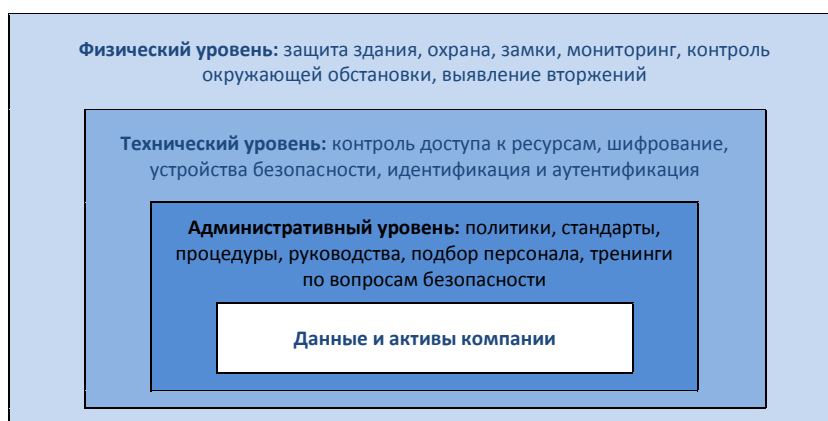 Физический уровень: защита здания, охрана, замки, мониторинг, контроль
окружающей обстановки, выявление вторжений
Технический уровень: контроль доступа к ресурсам, шифрование,
устройства безопасности, идентификация и аутентификация
Административный уровень: политики, стандарты,
процедуры, руководства, подбор персонала, тренинги
по вопросам безопасности
Данные и активы компании